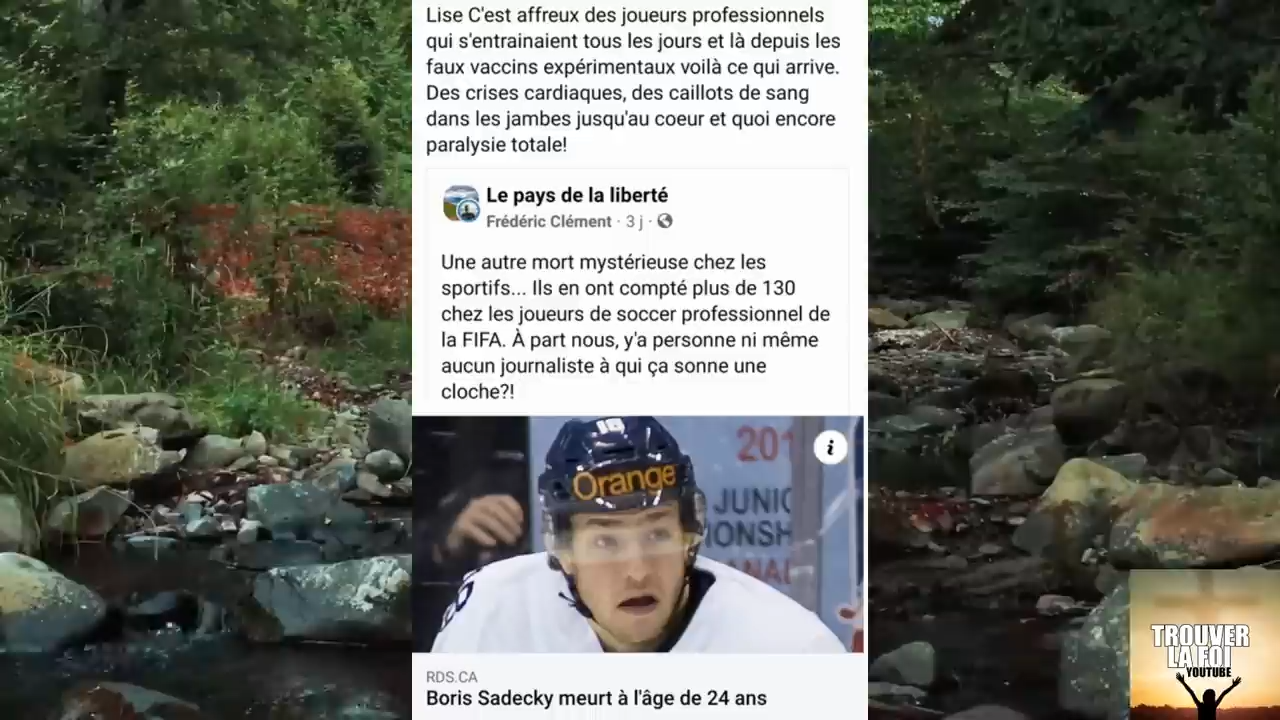 Lise C'est affreux des joueurs professionnels
qui s'entrainaient tous les jours et là depuis les
faux vaccins expérimentaux voilà ce qui arrive.
Des crises cardiaques, des caillots de sang
dans les jambes jusqu'au coeur et quoi encore
paralysie totale!
Le pays de la liberté
Frédéric Clément · 3 j ·
Une autre mort mystérieuse chez les
sportifs... Ils en ont compté plus de 130
chez les joueurs de soccer professionnel de
la FIFA. À part nous, y'a personne ni même
aucun journaliste à qui ça sonne une
cloche?!
18
Orange
201
JUNIO
IONSH
ANAD
i
RDS.CA
Boris Sadecky meurt à l'âge de 24 ans
TROUVER
LA FOI
YOUTUBE